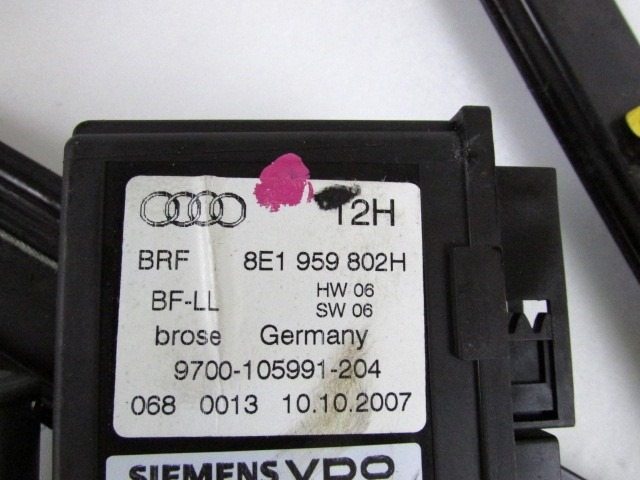 12H
BRF 8E1 959 802H
BF-LL HW 06
SW 06
brose Germany
9700-105991-204
068 0013 10.10.2007
SIEMENS VDO